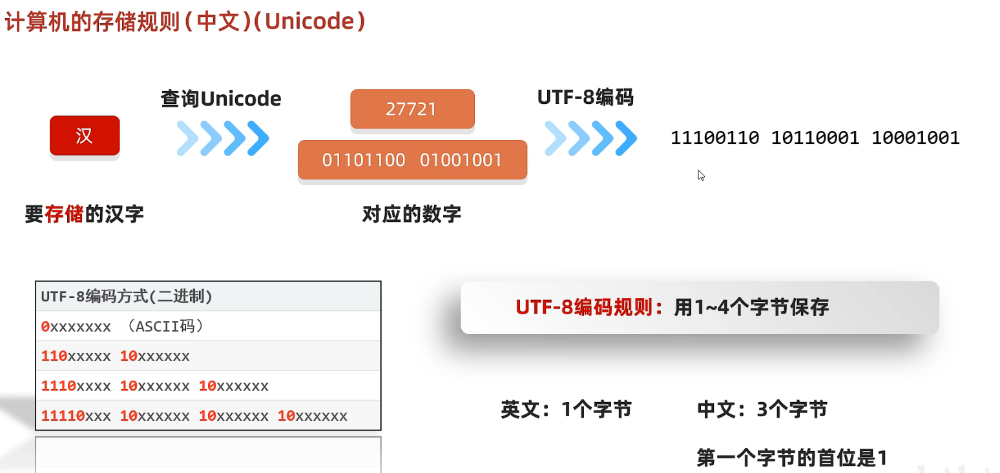 计算机的存储规则(中文)(Unicode)
查询Unicode
UTF-8编码
汉
27721
01101100 01001001
11100110 10110001 10001001
要存储的汉字
对应的数字
UTF-8编码方式(二进制)
0xxxxxxx （ASCII码）
110xxxxx 10xxxxxx
1110xxxx 10xxxxxx 10xxxxxx
11110xxx 10xxxxxx 10xxxxxx 10xxxxxx
UTF-8编码规则：用1~4个字节保存
英文：1个字节
中文：3个字节
第一个字节的首位是1